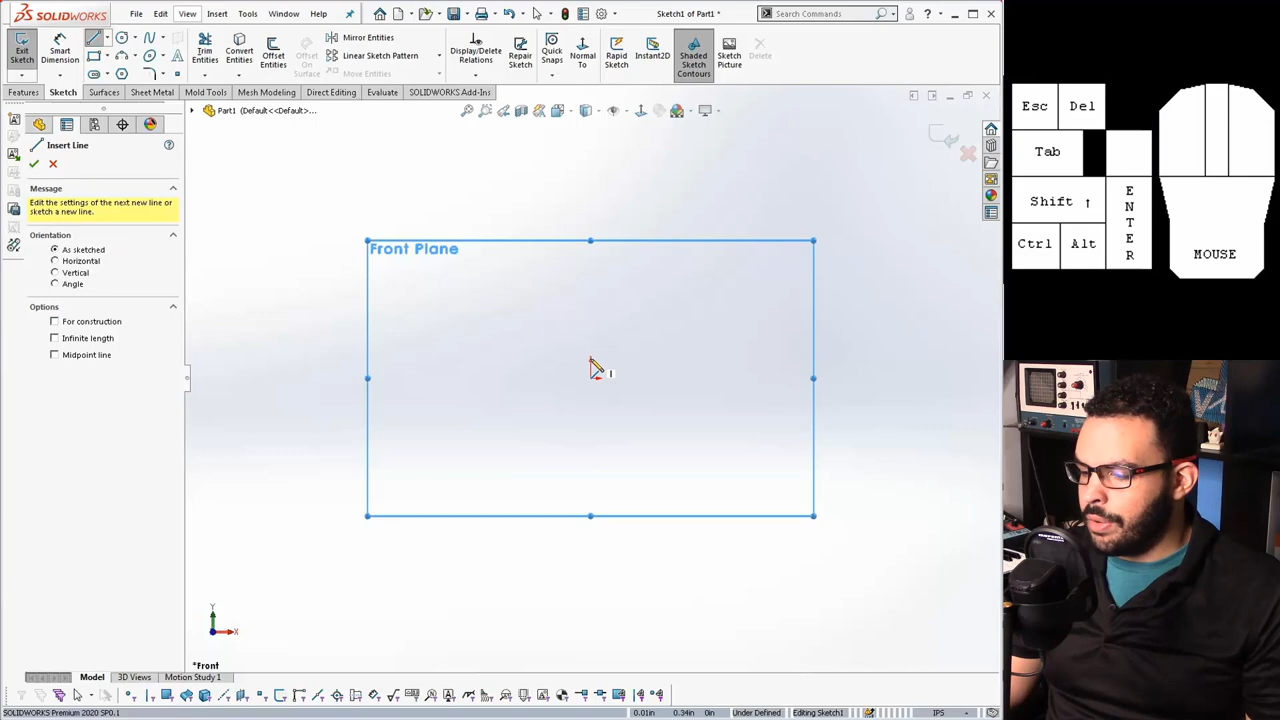 SOLIDWORKS
File Edit View Insert Tools Window Help
Sketch1 of Part1
Search Commands
Exit Sketch
Smart Dimension
Trim Entities
Convert Entities
Offset Entities
Offset On Surface
Mirror Entities
Linear Sketch Pattern
Move Entities
Display/Delete Relations
Repair Sketch
Quick Snaps
Normal To
Rapid Sketch
Instant2D
Shaded Sketch Contours
Sketch Picture
Delete
Features Sketch Surfaces Sheet Metal Mold Tools Mesh Modeling Direct Editing Evaluate SOLIDWORKS Add-Ins
Part1 (Default<<Default>...
Insert Line
Message
Edit the settings of the next new line or
sketch a new line.
Orientation
As sketched
Horizontal
Vertical
Angle
Options
For construction
Infinite length
Midpoint line
Front Plane
Y
X
*Front
Model 3D Views Motion Study 1
SOLIDWORKS Premium 2020 SP0.1
0.01in 0.34in 0in Under Defined Editing Sketch1 IPS
Esc Del
Tab
Shift ↑
Ctrl Alt
ENTER
MOUSE